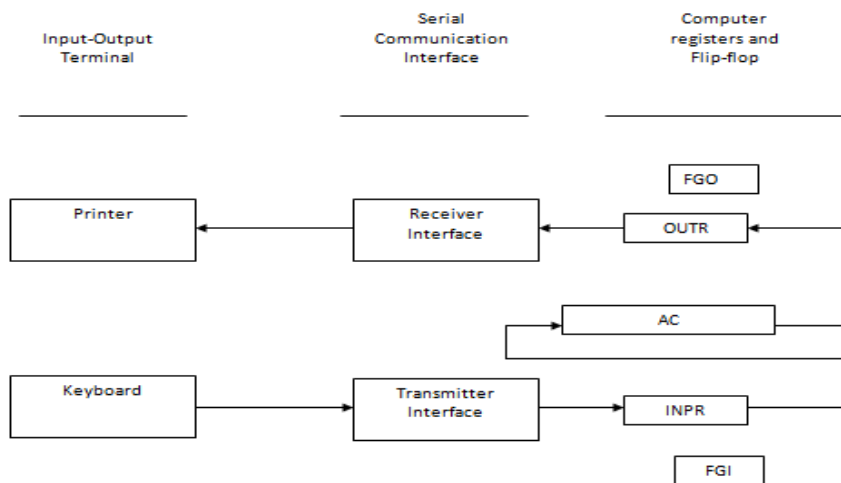 Input-Output
Terminal
Serial
Communication
Interface
Computer
registers and
Flip-flop
FGO
Printer
Receiver
Interface
OUTR
AC
Keyboard
Transmitter
Interface
INPR
FGI